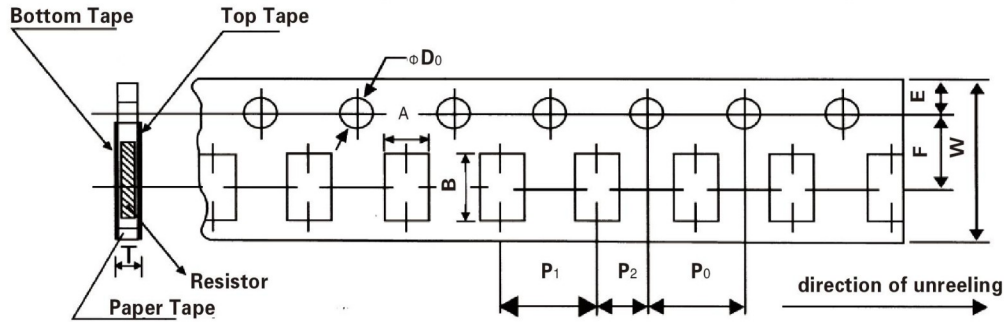 Bottom Tape
Top Tape
ΦD₀
A
E
F
W
B
T
Resistor
Paper Tape
P₁
P₂
P₀
direction of unreeling